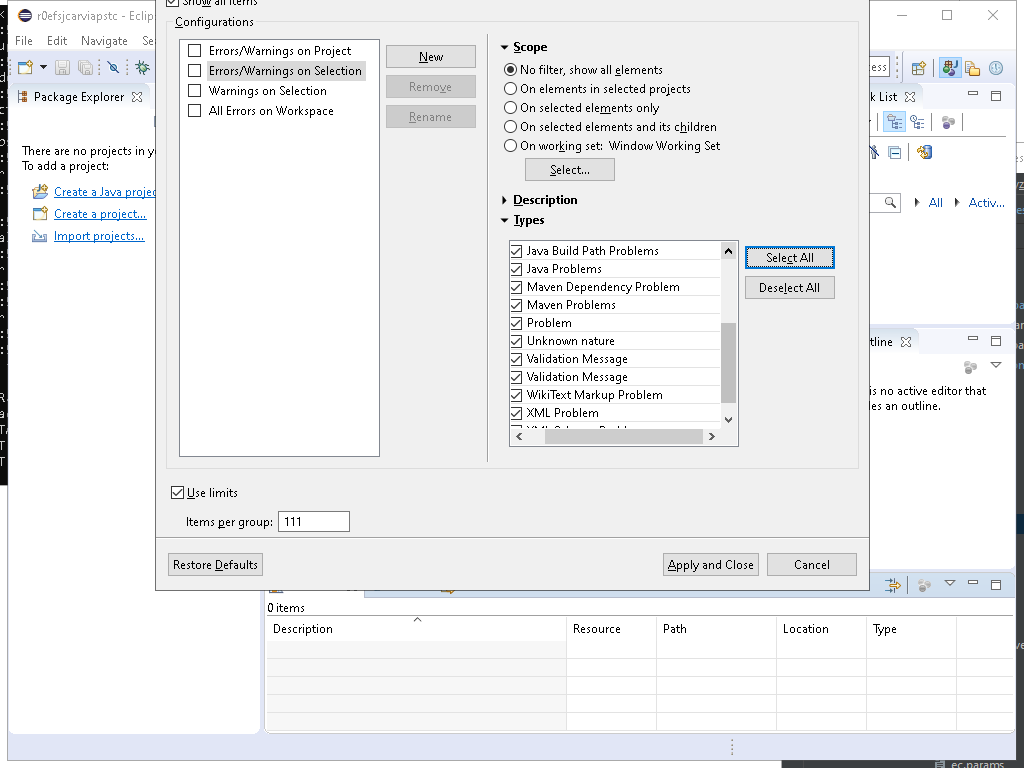 Show all items
r0efsjcarviapstc - Eclips
File Edit Navigate Se
Configurations
Errors/Warnings on Project
Errors/Warnings on Selection
Warnings on Selection
All Errors on Workspace
New
Remove
Rename
Scope
No filter, show all elements
On elements in selected projects
On selected elements only
On selected elements and its children
On working set: Window Working Set
Select...
Description
Types
Java Build Path Problems
Java Problems
Maven Dependency Problem
Maven Problems
Problem
Unknown nature
Validation Message
Validation Message
WikiText Markup Problem
XML Problem
Select All
Deselect All
Use limits
Items per group: 111
Restore Defaults
Apply and Close
Cancel
Package Explorer
There are no projects in y
To add a project:
Create a Java projec
Create a project...
Import projects...
ess
k List
All
Activ...
tline
is no active editor that
les an outline.
0 items
Description Resource Path Location Type
ec.params